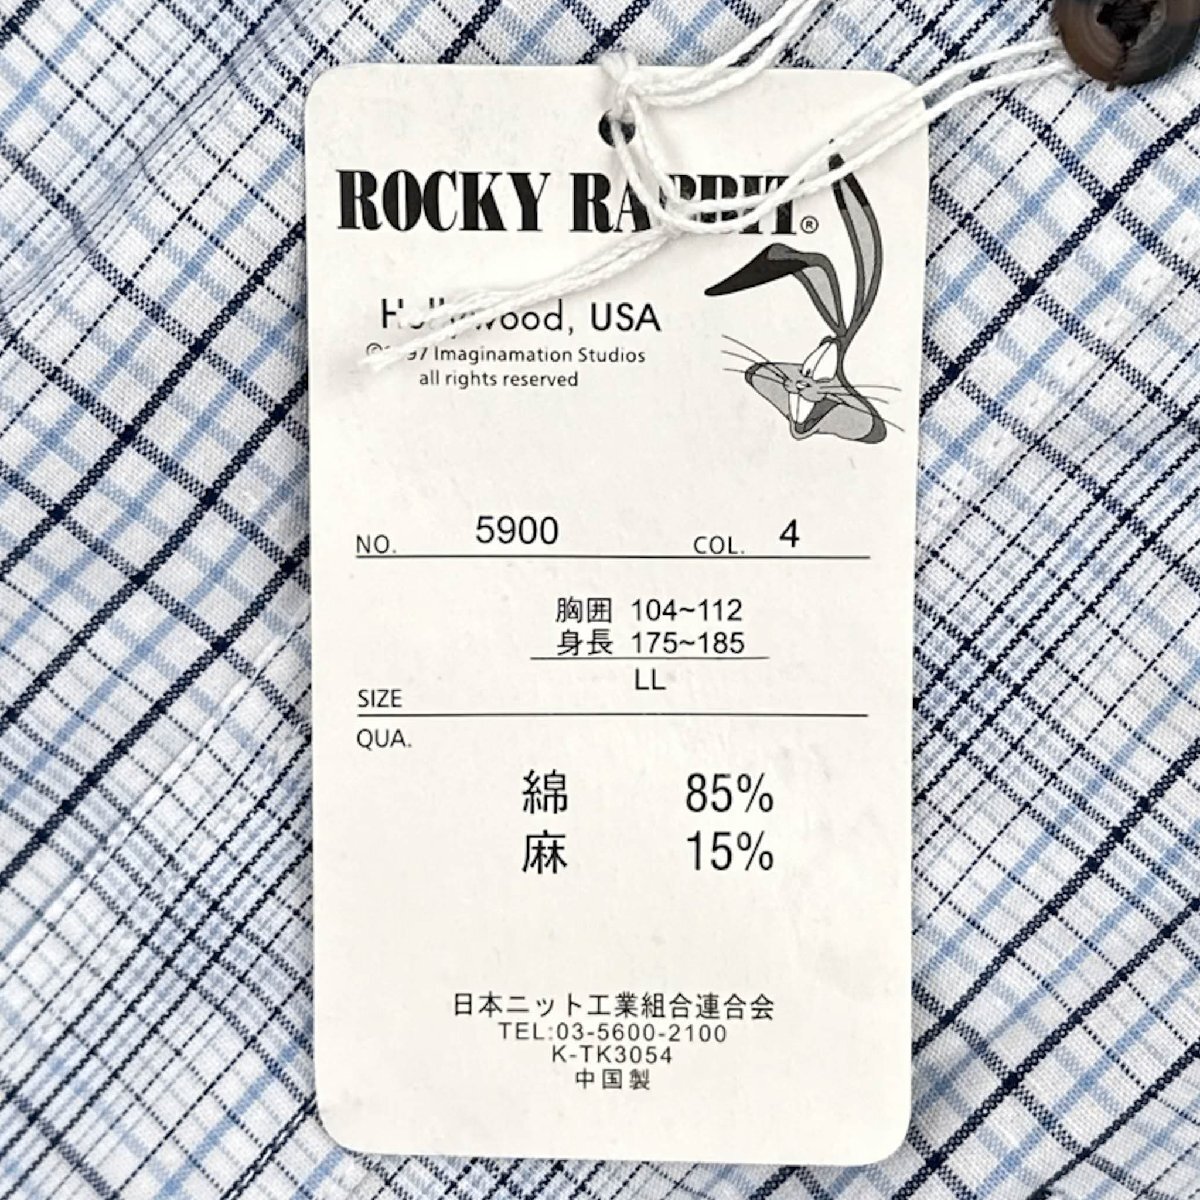 ROCKY RABBIT®
Hollywood, USA
©1997 Imaginamation Studios
all rights reserved
NO. 5900 COL. 4
胸囲 104~112
身長 175~185
LL
SIZE
QUA.
綿 85%
麻 15%
日本ニット工業組合連合会
TEL:03-5600-2100
K-TK3054
中国製